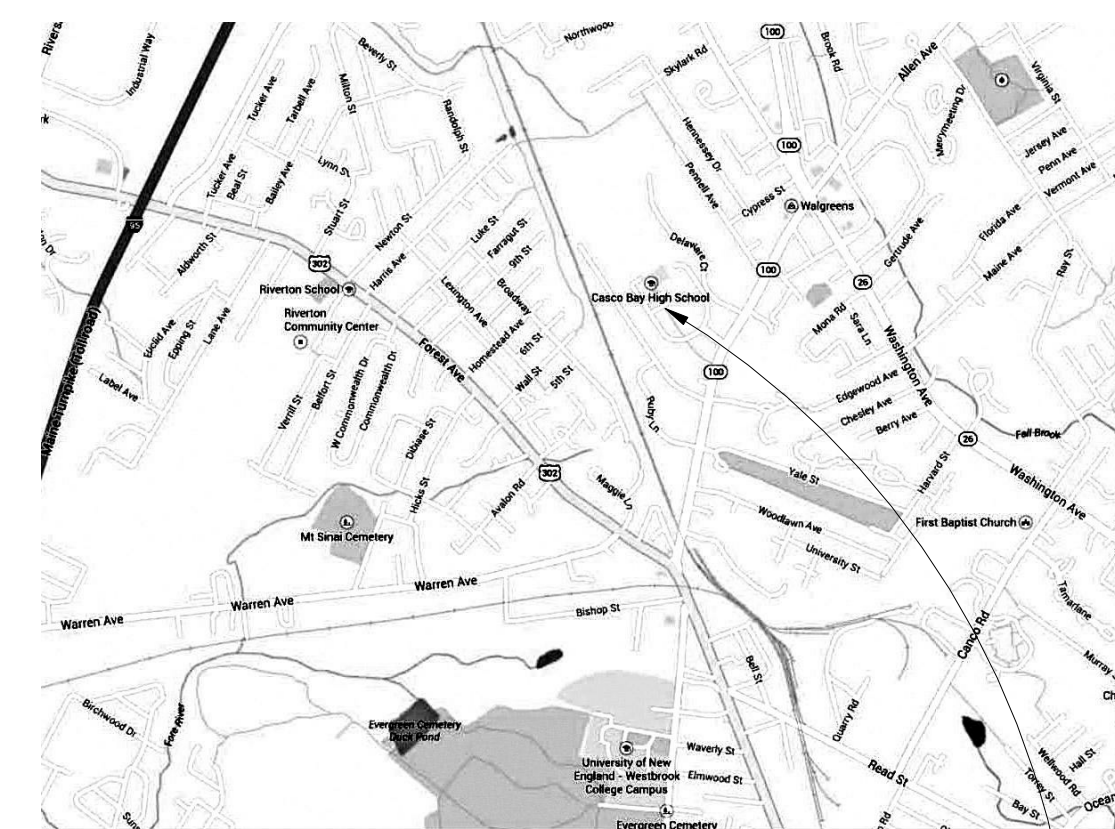 Northwood
100
Skylark Rd
Brook Rd
Allen Ave
Virginia St
Industrial Way
Beverly St
Tucker Ave
Tarbell Ave
Milton St
Randolph St
Merrymeeting Dr
Jersey Ave
Penn Ave
Vermont Ave
Hennessey Dr
Pennell Ave
100
Cypress St
Walgreens
Tucker Ave
Beal St
Bailey Ave
Lynn St
Stuart St
Newton St
Luke St
Farragut St
9th St
Florida Ave
Maine Ave
Gertrude Ave
Ray St
95
Aldworth St
302
Harris Ave
Delaware Ct
100
26
Riverton School
Lexington Ave
Broadway
Casco Bay High School
Riverton
Community Center
Mona Rd
Sara Ln
Washington Ave
Euclid Ave
Epping St
Lane Ave
Forest Ave
Homestead Ave
6th St
Wall St
5th St
100
Label Ave
Maine Turnpike (Toll road)
Verrill St
Belfort St
W Commonwealth Dr
Commonwealth Dr
Edgewood Ave
Chesley Ave
Berry Ave
Ruby Ln
Dibiase St
26
Fall Brook
302
Hicks St
Avalon Rd
Maggie Ln
Yale St
Harvard St
Washington Ave
Mt Sinai Cemetery
Woodlawn Ave
University St
First Baptist Church
Warren Ave
Warren Ave
Warren Ave
Bishop St
Tamarlane
Canco Rd
Murray
Bell St
Birchwood Dr
Fore River
Evergreen Cemetery
Duck Pond
Quarry Rd
University of New
England - Westbrook
College Campus
Waverly St
Elmwood St
Read St
Hall St
Wellwood Rd
Torrey St
Bay St
Ocean
Evergreen Cemetery